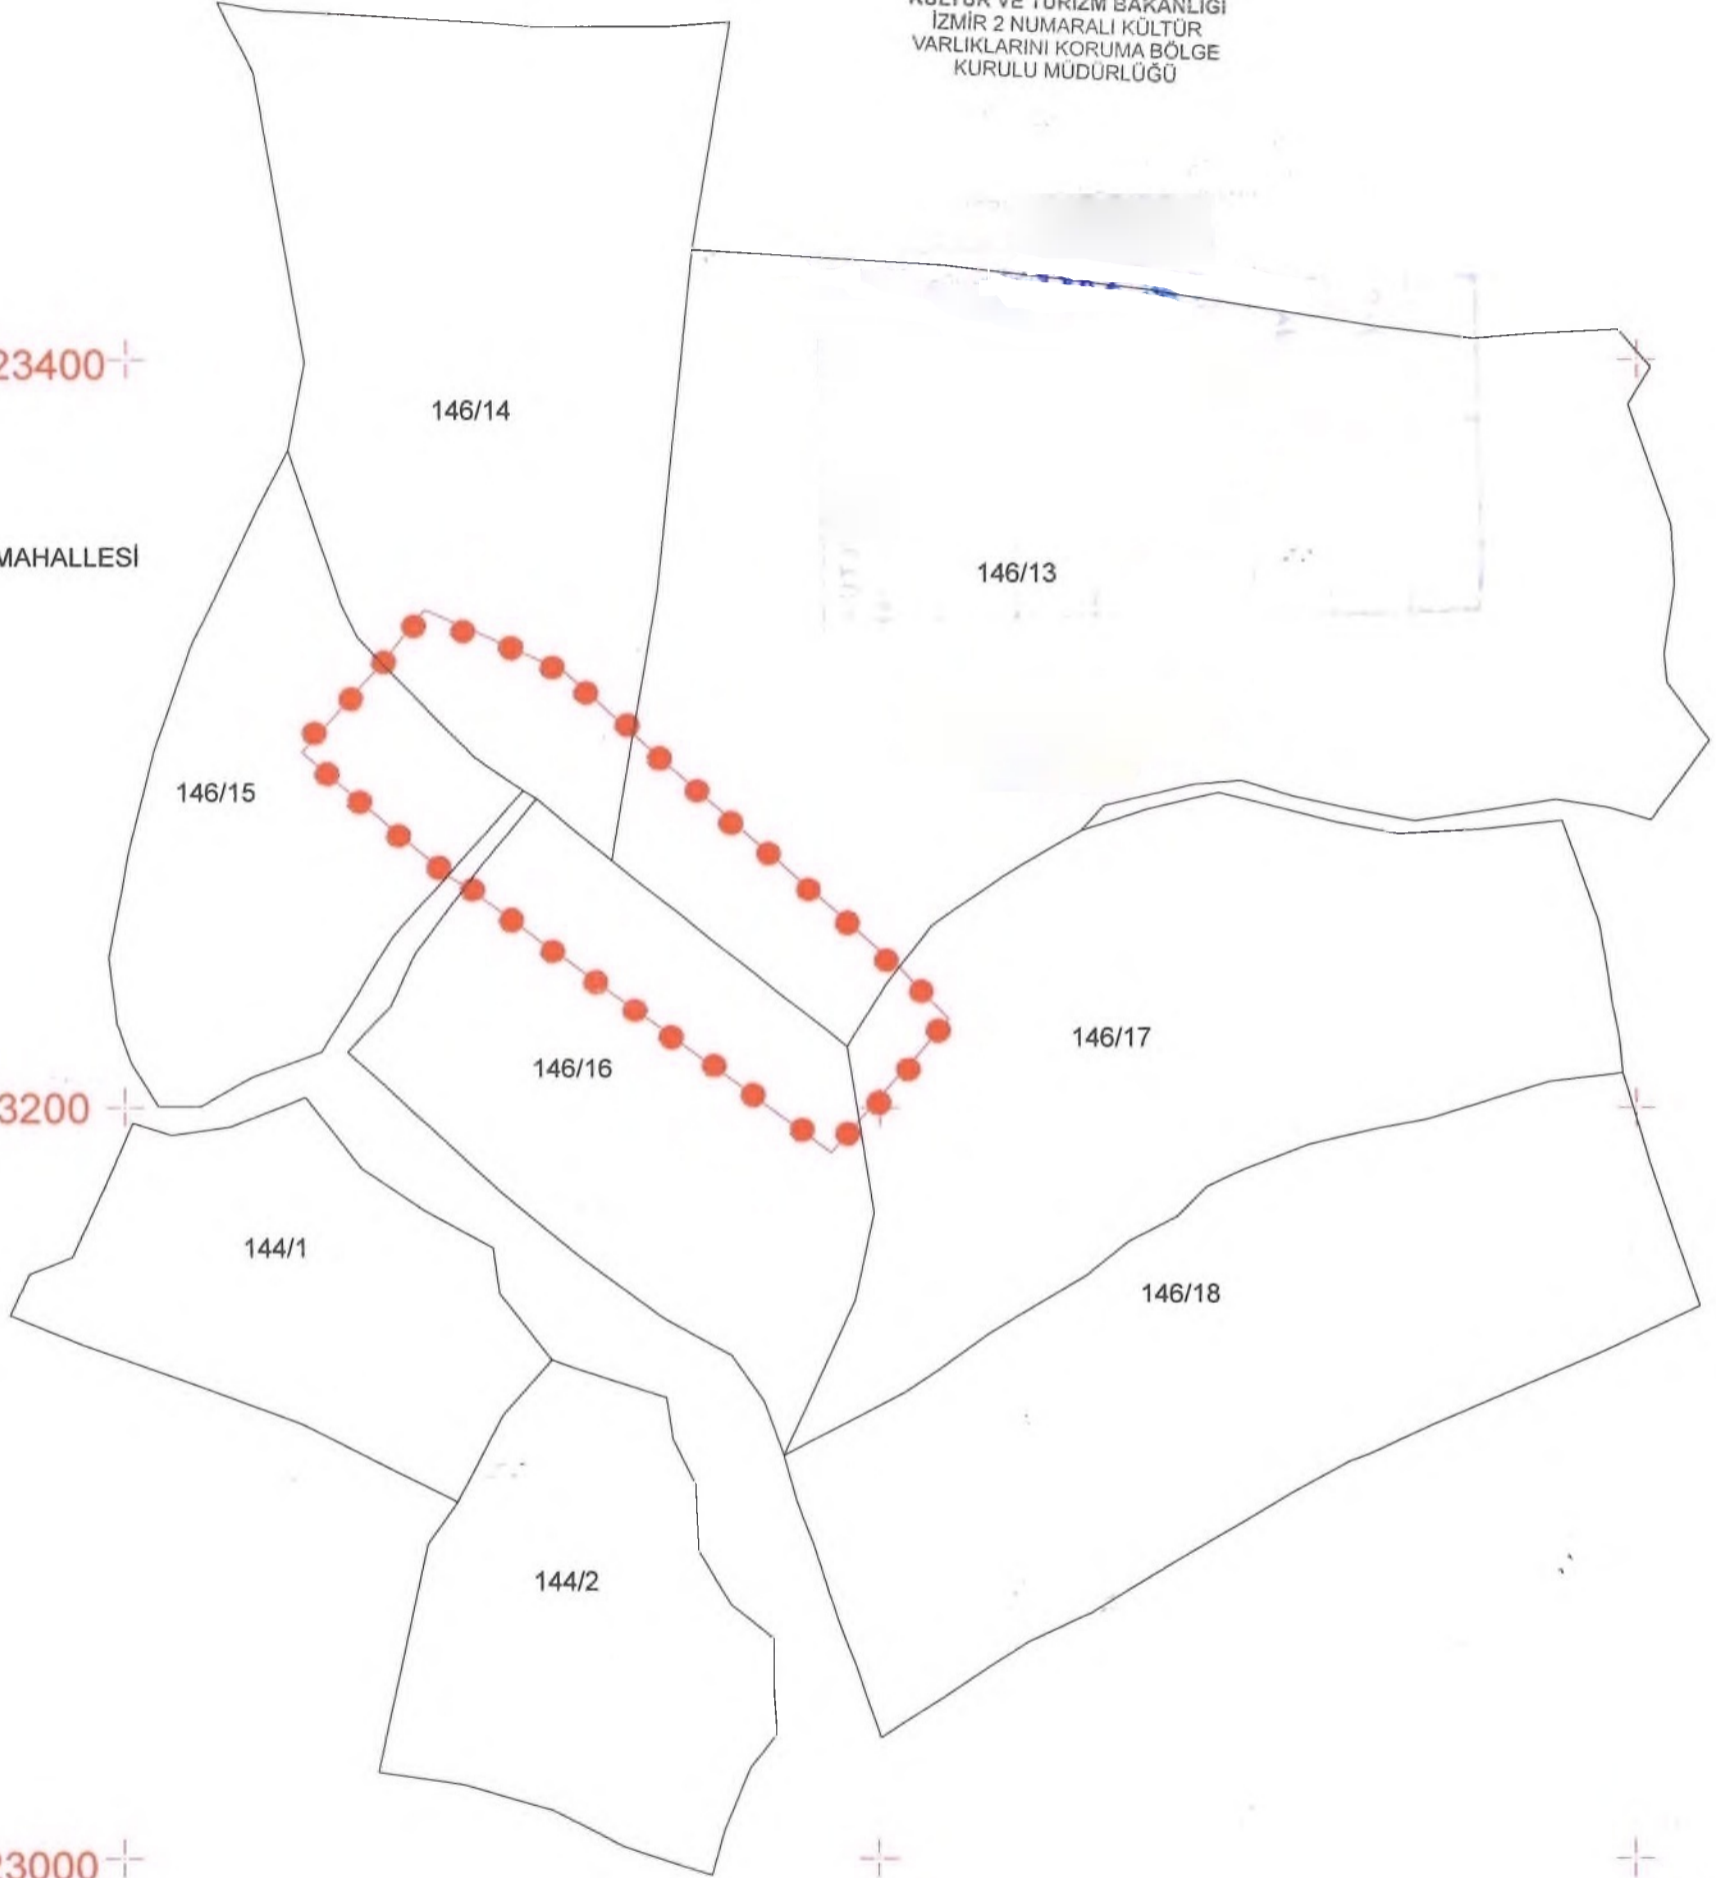 KÜLTÜR VE TURİZM BAKANLIĞI
İZMİR 2 NUMARALI KÜLTÜR
VARLIKLARINI KORUMA BÖLGE
KURULU MÜDÜRLÜĞÜ
23400
146/14
MAHALLESİ
146/13
146/15
146/17
146/16
3200
144/1
146/18
144/2
23000